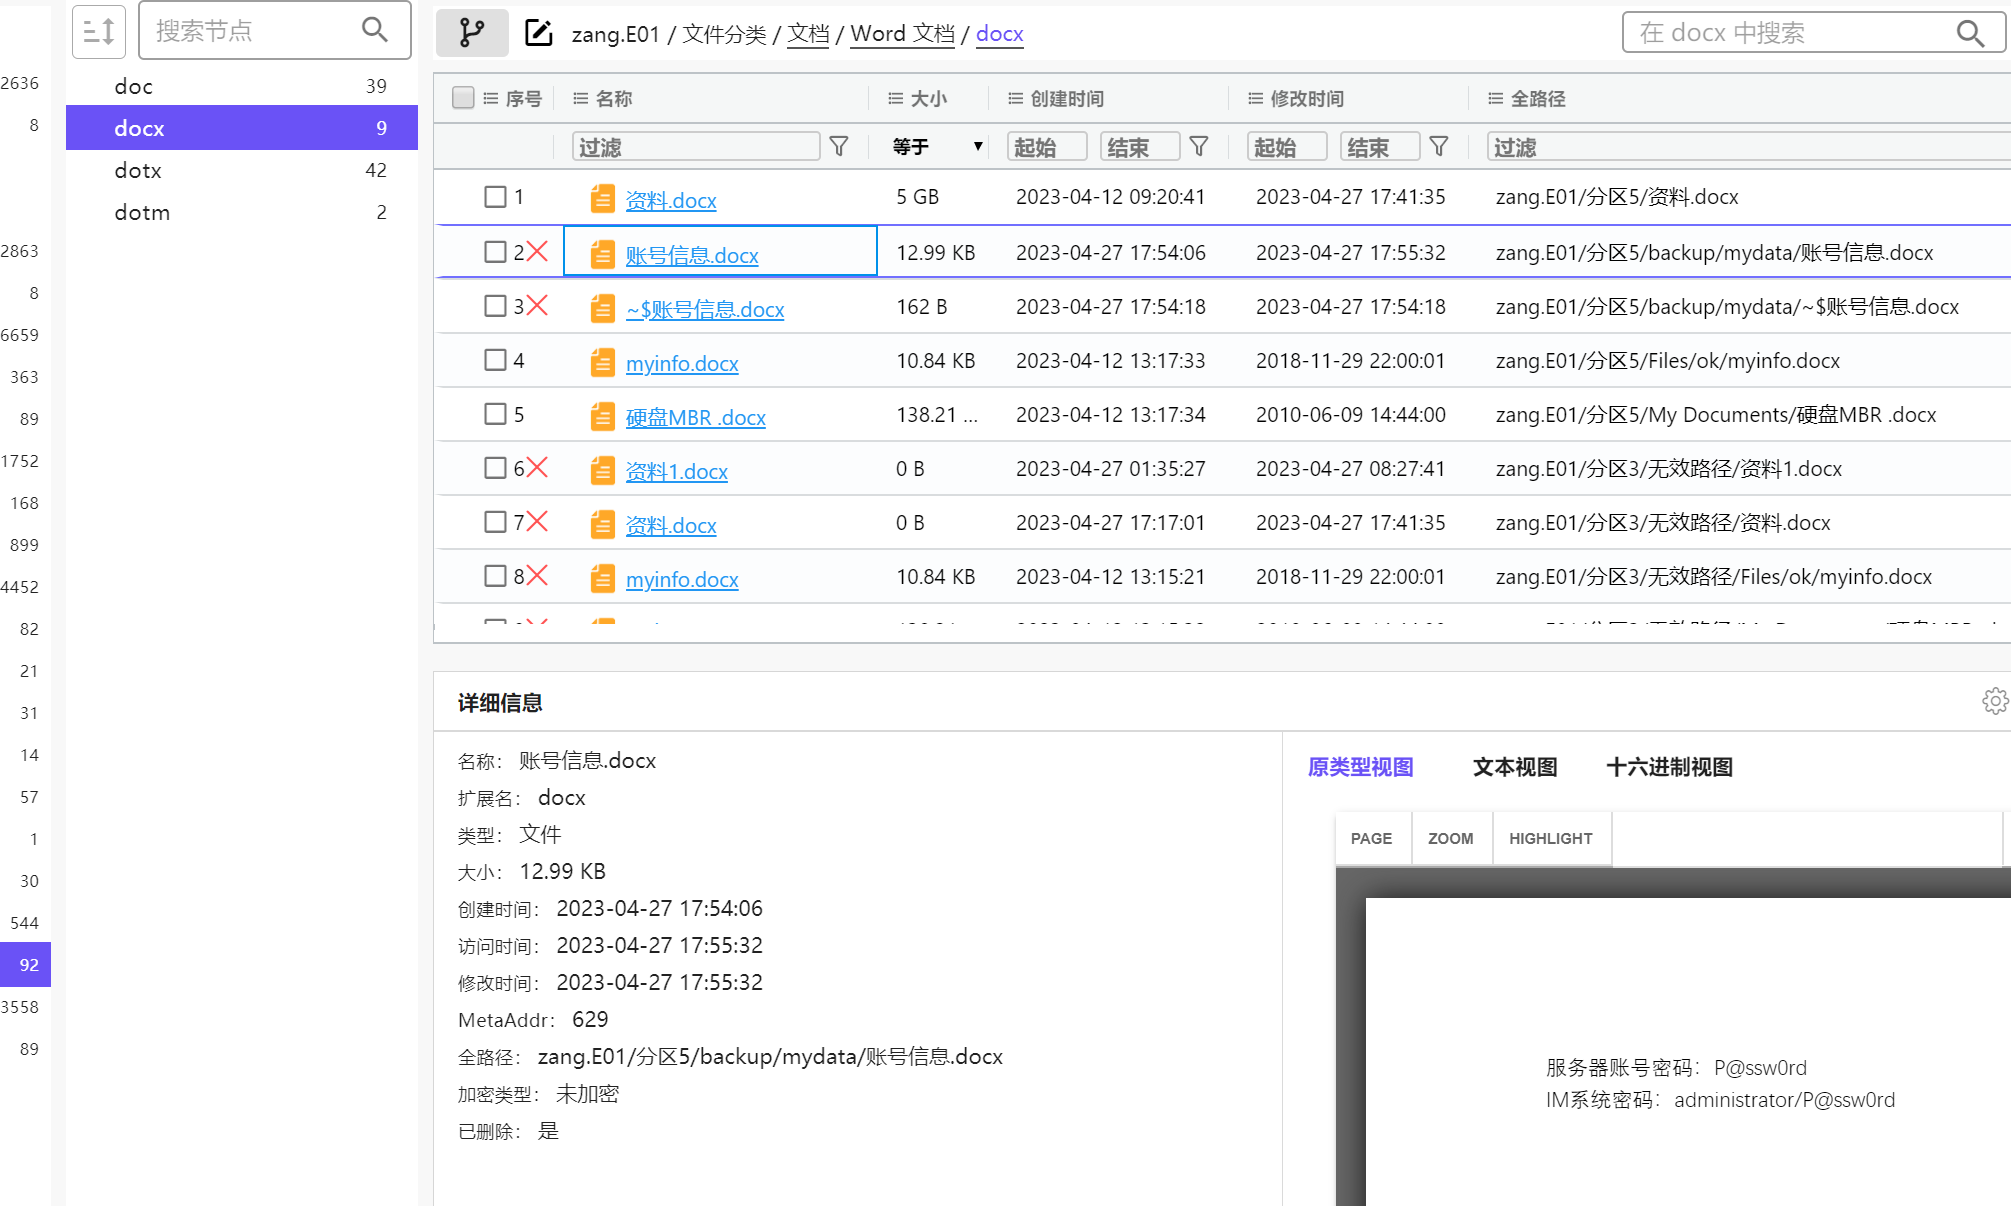 搜索节点
zang.E01 / 文件分类 / 文档 / Word 文档 / docx
在 docx 中搜索
2636
8
2863
8
6659
363
89
1752
168
899
4452
82
21
31
14
57
1
30
544
92
3558
89
doc 39
docx 9
dotx 42
dotm 2
序号 名称 大小 创建时间 修改时间 全路径
过滤 等于 ▼ 起始 结束 起始 结束 过滤
1 资料.docx 5 GB 2023-04-12 09:20:41 2023-04-27 17:41:35 zang.E01/分区5/资料.docx
2 账号信息.docx 12.99 KB 2023-04-27 17:54:06 2023-04-27 17:55:32 zang.E01/分区5/backup/mydata/账号信息.docx
3 ~$账号信息.docx 162 B 2023-04-27 17:54:18 2023-04-27 17:54:18 zang.E01/分区5/backup/mydata/~$账号信息.docx
4 myinfo.docx 10.84 KB 2023-04-12 13:17:33 2018-11-29 22:00:01 zang.E01/分区5/Files/ok/myinfo.docx
5 硬盘MBR .docx 138.21 ... 2023-04-12 13:17:34 2010-06-09 14:44:00 zang.E01/分区5/My Documents/硬盘MBR .docx
6 资料1.docx 0 B 2023-04-27 01:35:27 2023-04-27 08:27:41 zang.E01/分区3/无效路径/资料1.docx
7 资料.docx 0 B 2023-04-27 17:17:01 2023-04-27 17:41:35 zang.E01/分区3/无效路径/资料.docx
8 myinfo.docx 10.84 KB 2023-04-12 13:15:21 2018-11-29 22:00:01 zang.E01/分区3/无效路径/Files/ok/myinfo.docx
详细信息
名称： 账号信息.docx
扩展名： docx
类型： 文件
大小： 12.99 KB
创建时间： 2023-04-27 17:54:06
访问时间： 2023-04-27 17:55:32
修改时间： 2023-04-27 17:55:32
MetaAddr： 629
全路径： zang.E01/分区5/backup/mydata/账号信息.docx
加密类型： 未加密
已删除： 是
原类型视图 文本视图 十六进制视图
PAGE ZOOM HIGHLIGHT
服务器账号密码：P@ssw0rd
IM系统密码：administrator/P@ssw0rd